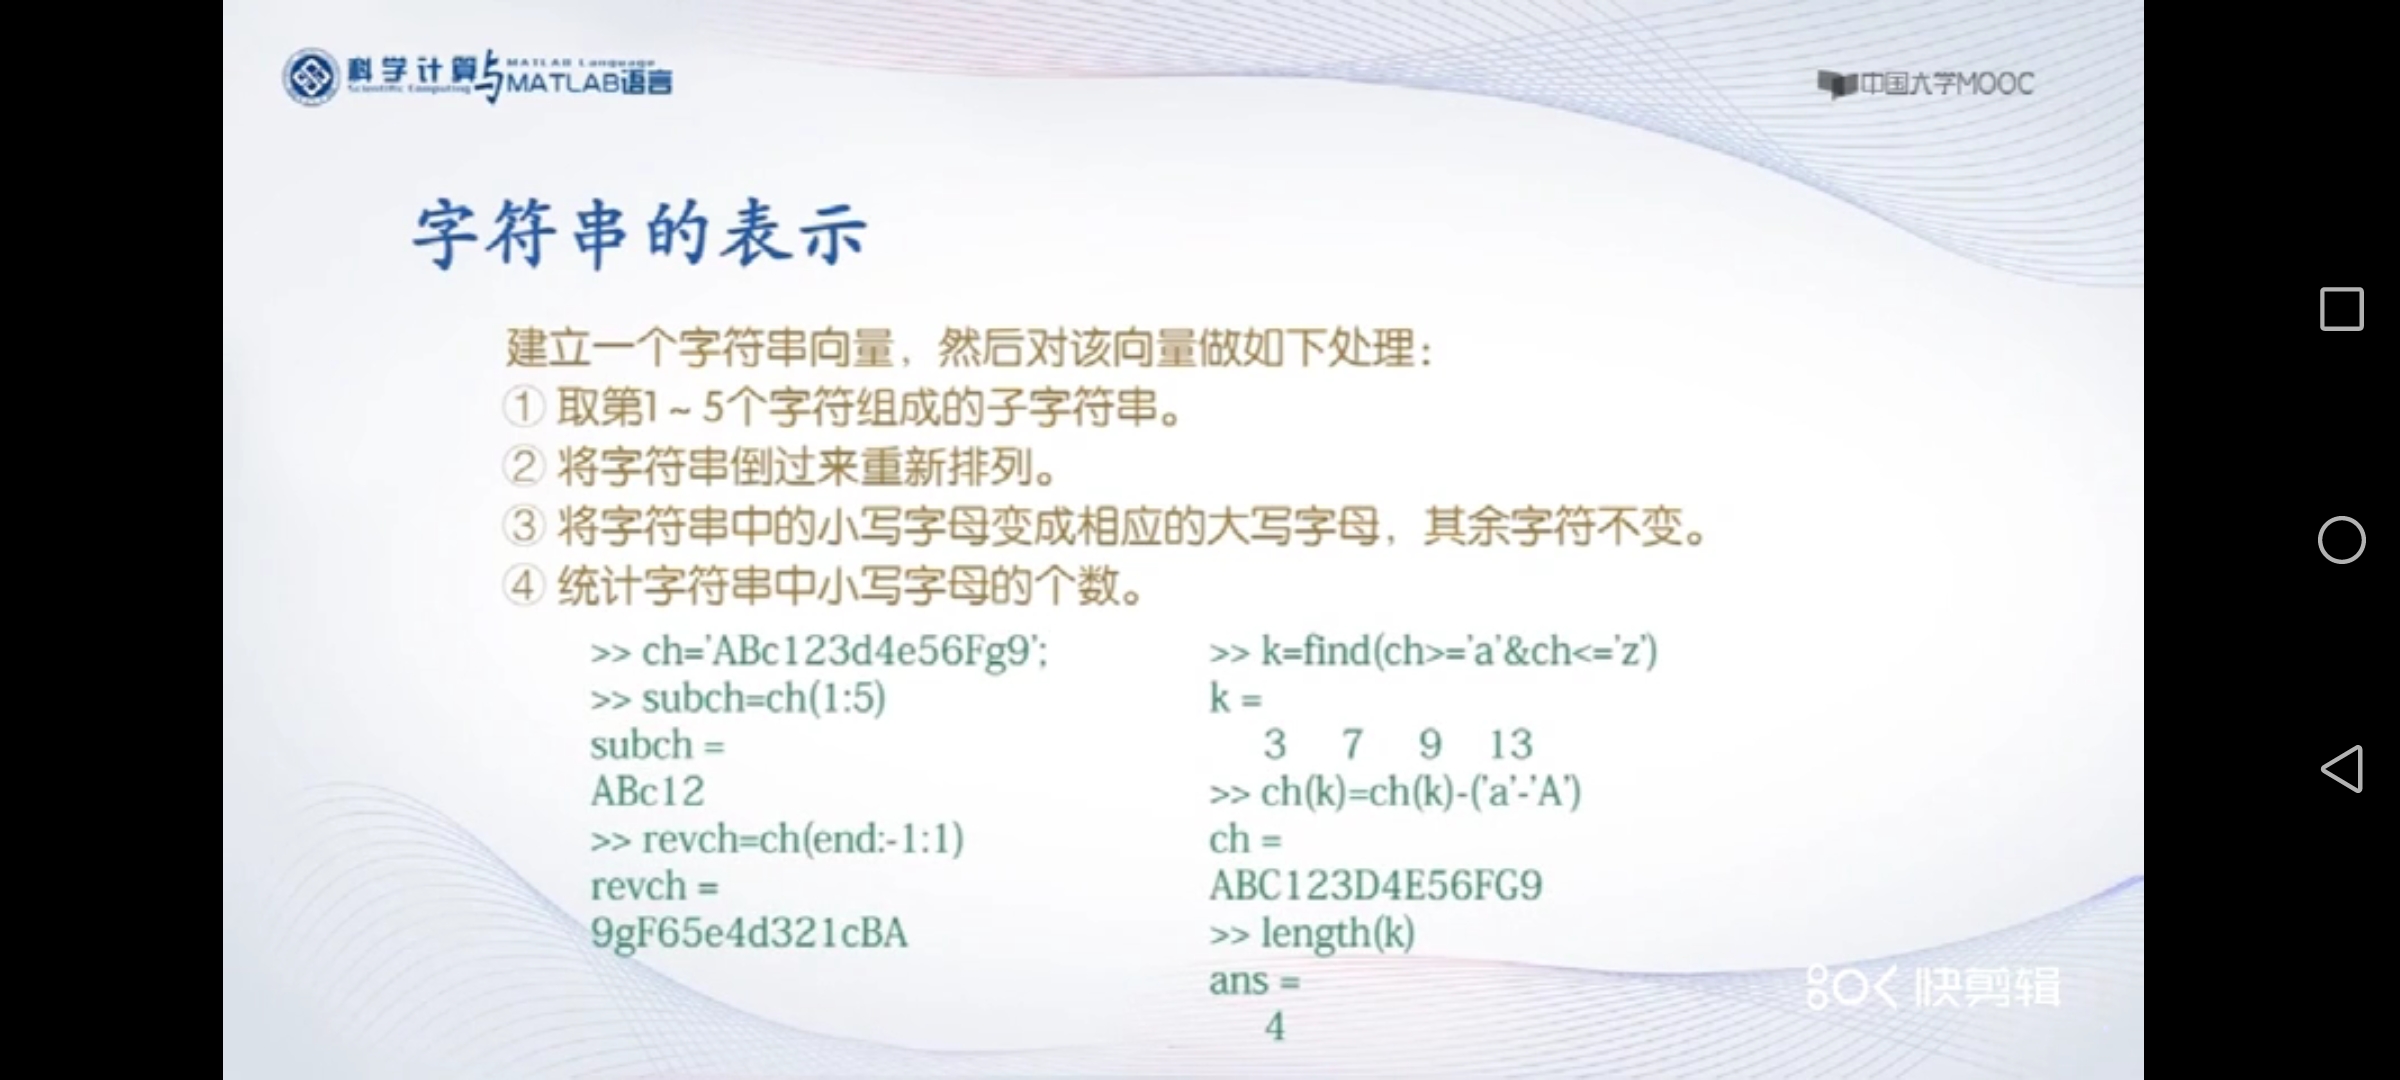 科学计算与MATLAB语言
MATLAB Language
Scientific Computing
中国大学MOOC
字符串的表示
建立一个字符串向量，然后对该向量做如下处理：
① 取第1~5个字符组成的子字符串。
② 将字符串倒过来重新排列。
③ 将字符串中的小写字母变成相应的大写字母，其余字符不变。
④ 统计字符串中小写字母的个数。
>> ch='ABc123d4e56Fg9';
>> subch=ch(1:5)
subch =
ABc12
>> revch=ch(end:-1:1)
revch =
9gF65e4d321cBA
>> k=find(ch>='a'&ch<='z')
k =
3 7 9 13
>> ch(k)=ch(k)-('a'-'A')
ch =
ABC123D4E56FG9
>> length(k)
ans =
4
快剪辑